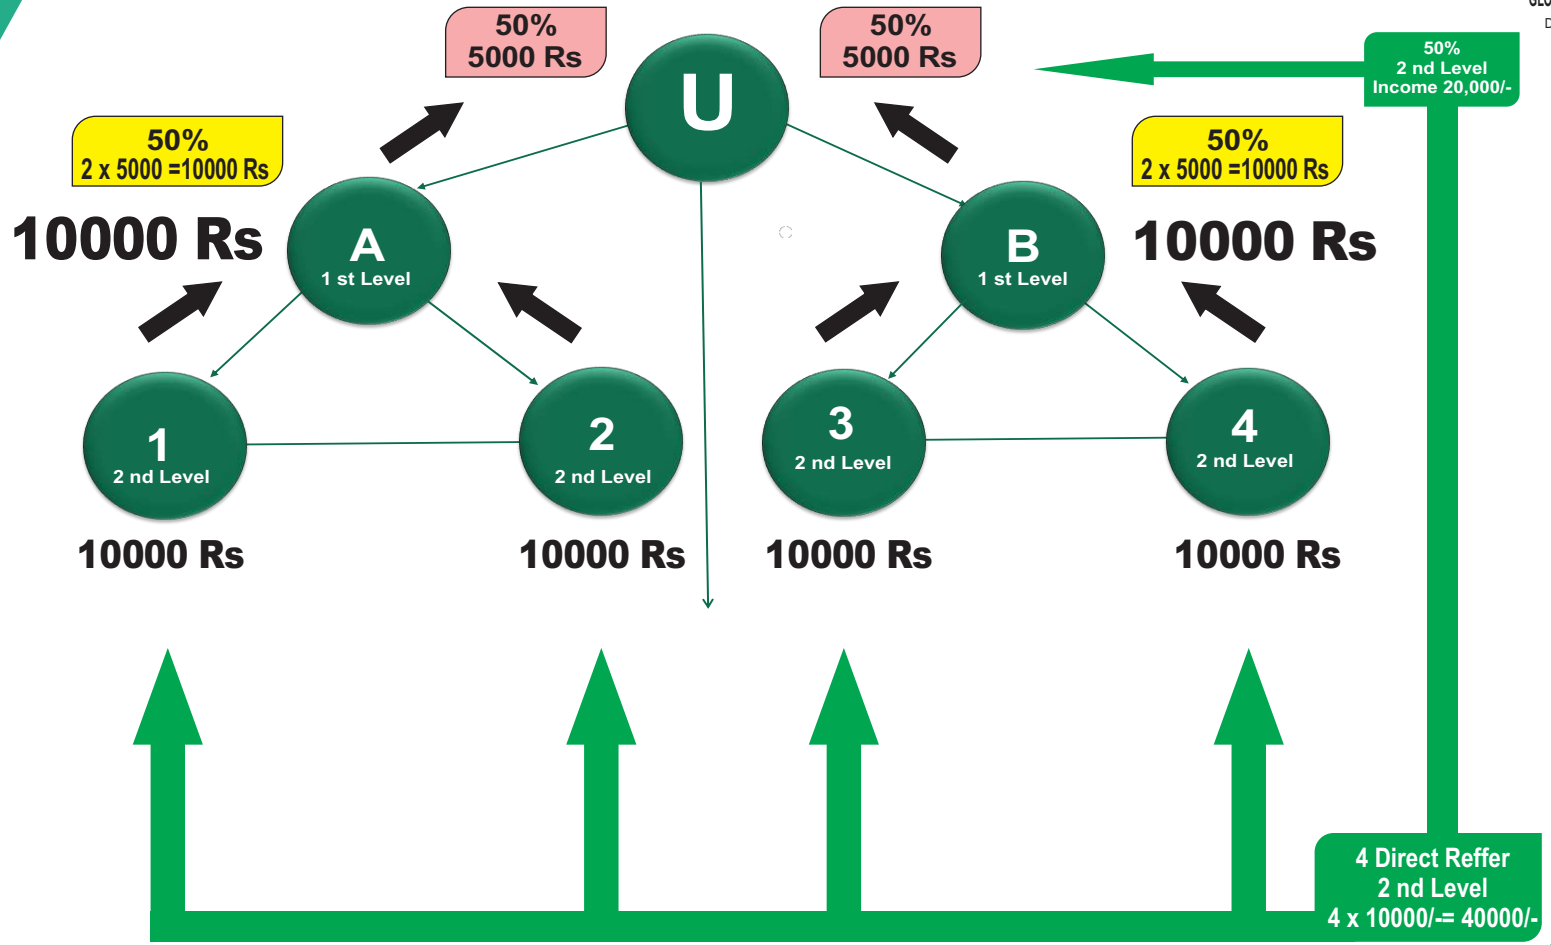 50%
5000 Rs
U
50%
5000 Rs
50%
2 nd Level
Income 20,000/-
50%
2 x 5000 =10000 Rs
50%
2 x 5000 =10000 Rs
10000 Rs
A
1 st Level
B
1 st Level
10000 Rs
1
2 nd Level
2
2 nd Level
3
2 nd Level
4
2 nd Level
10000 Rs
10000 Rs
10000 Rs
10000 Rs
4 Direct Reffer
2 nd Level
4 x 10000/-= 40000/-